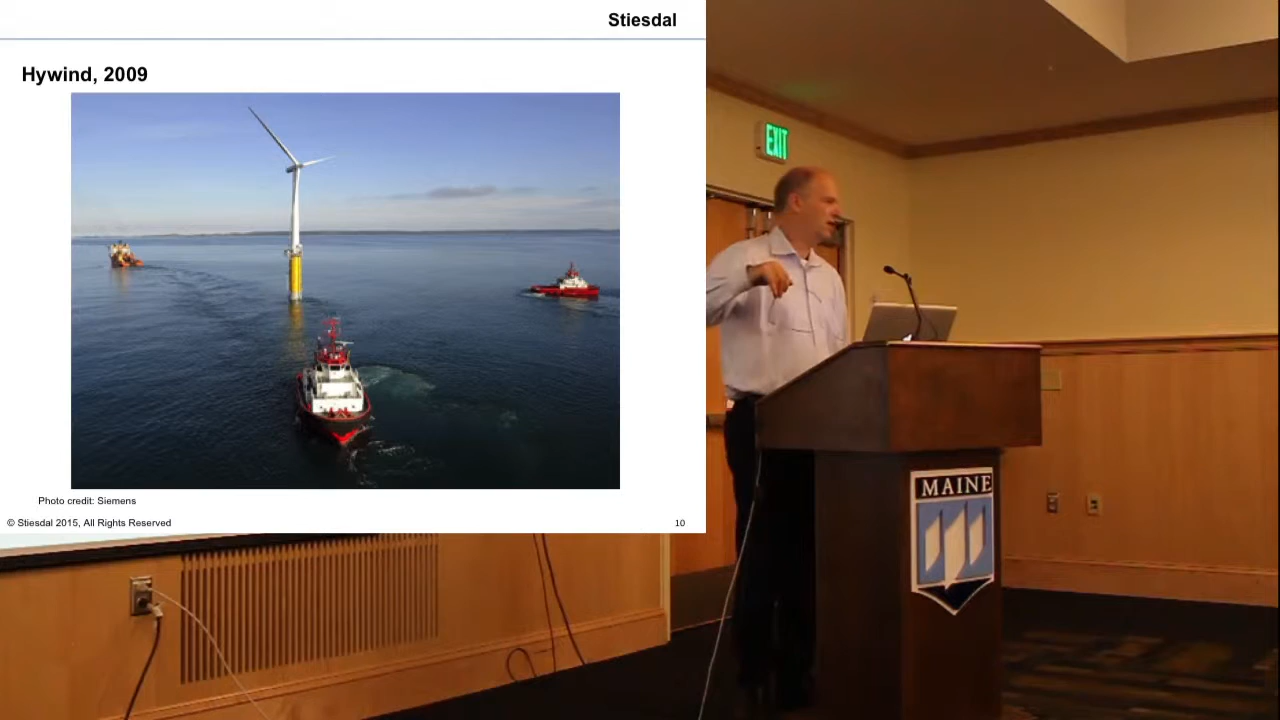 Stiesdal
Hywind, 2009
Photo credit: Siemens
© Stiesdal 2015, All Rights Reserved
10
EXIT
MAINE